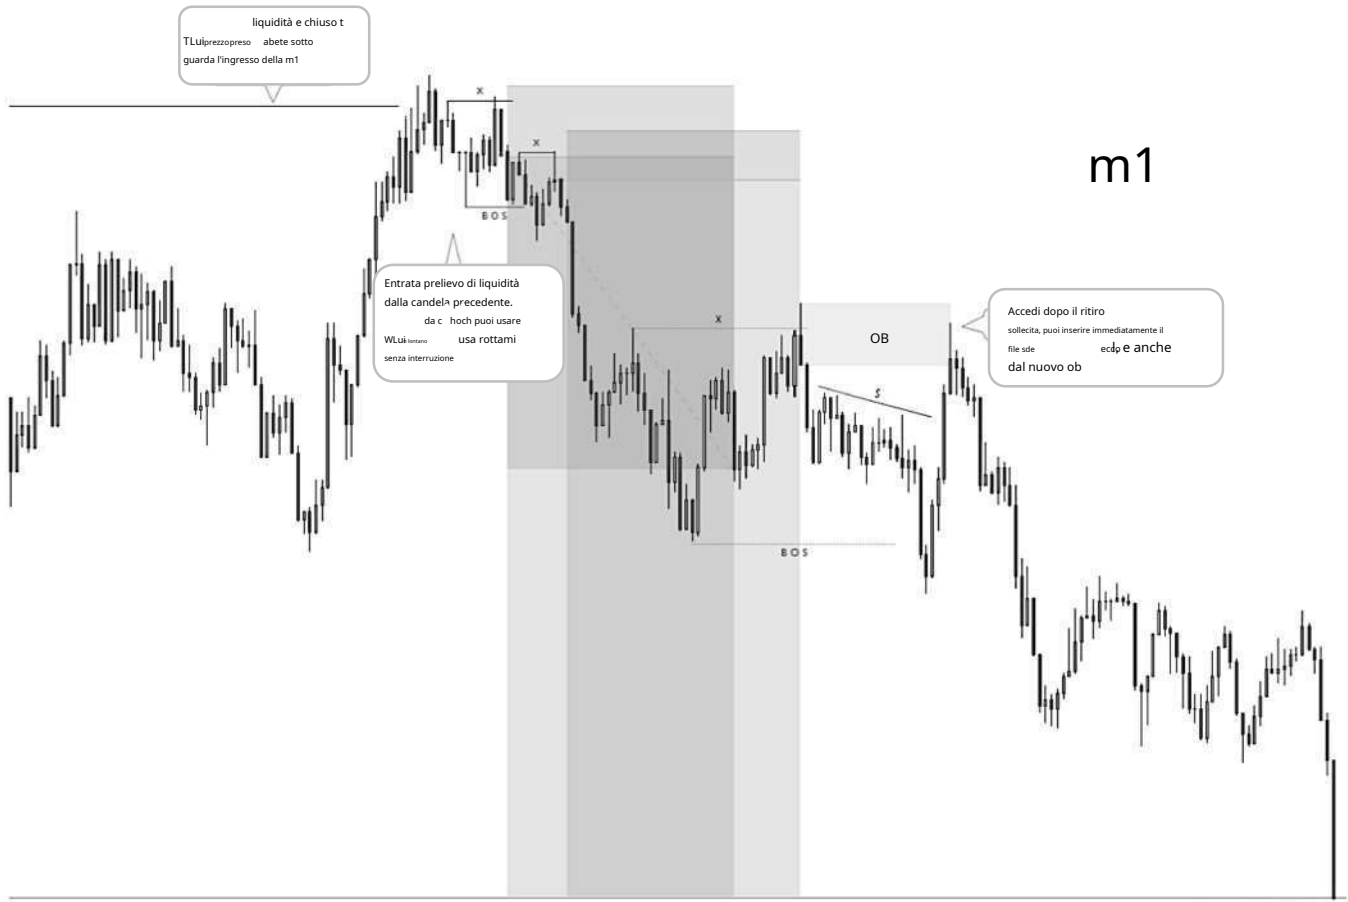 liquidità e chiuso t
TLuiprezzopreso abete sotto
guarda l'ingresso della m1
x
x
m1
BOS
Entrata prelievo di liquidità
dalla candela precedente.
da c hoch puoi usare
WLui lontano usa rottami
senza interruzione
x
OB
Accedi dopo il ritiro
sollecita, puoi inserire immediatamente il
file sde e anche
dal nuovo ob
S
BOS